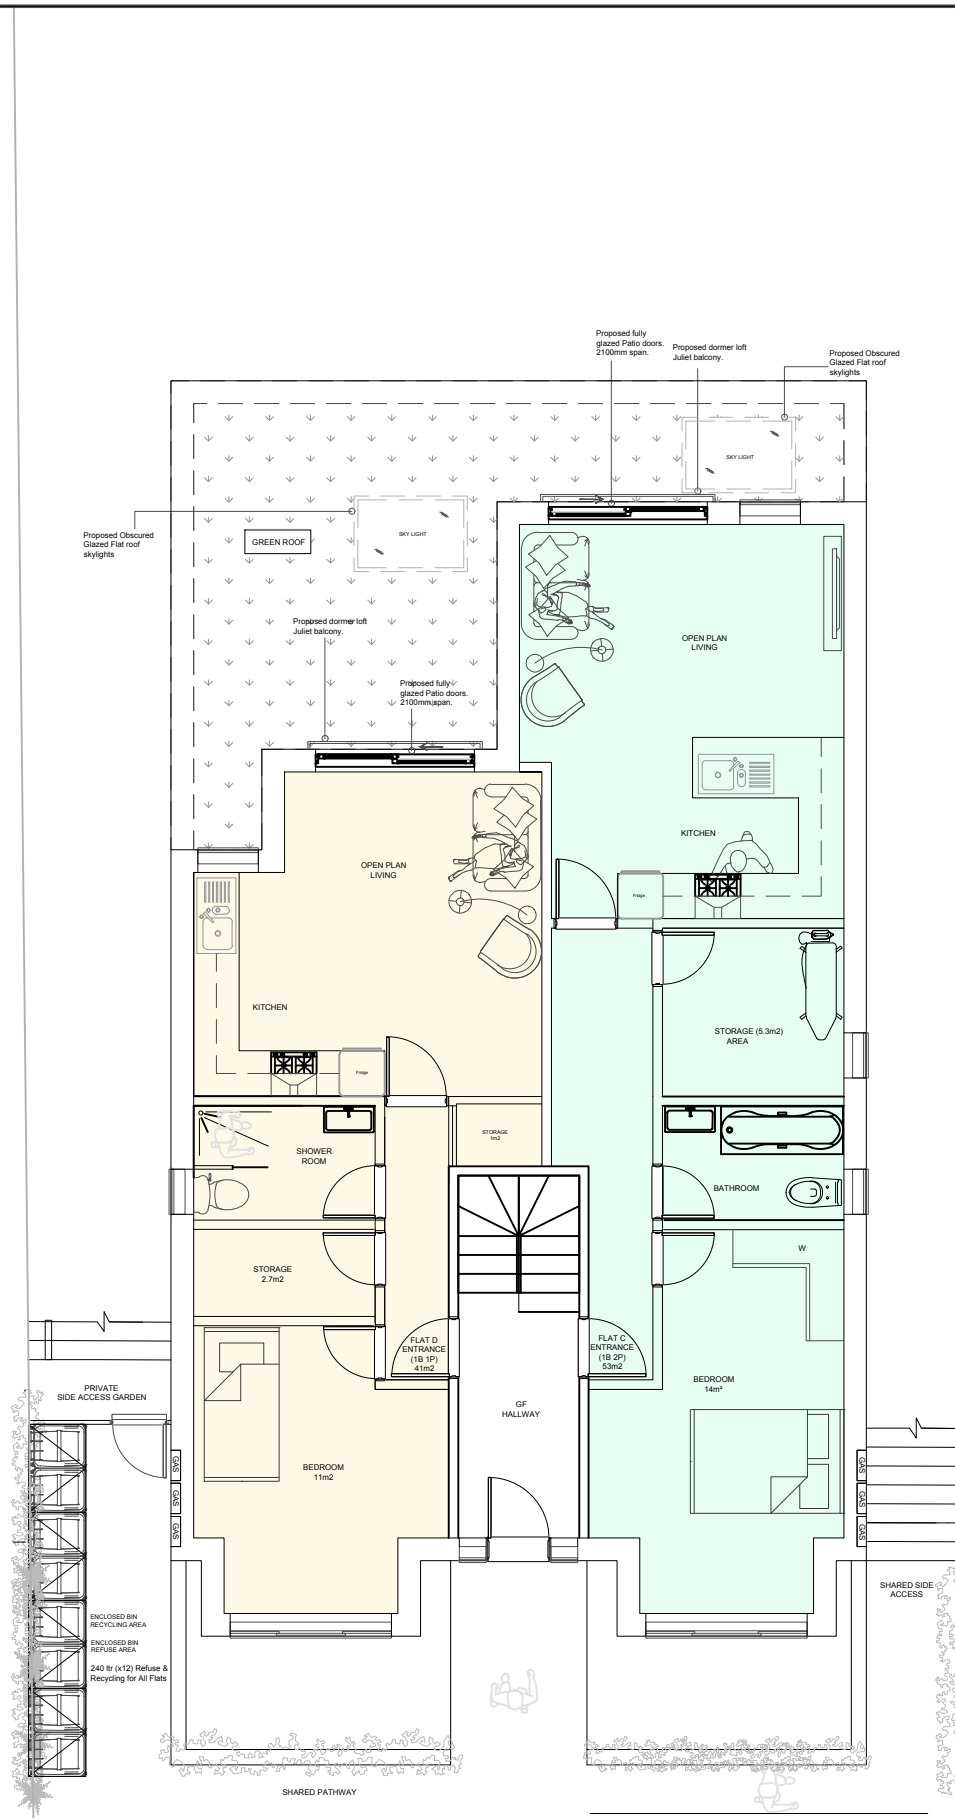 Proposed fully
glazed Patio doors.
2100mm span.
Proposed dormer loft
Juliet balcony.
Proposed Obscured
Glazed Flat roof
skylights
SKY LIGHT
Proposed Obscured
Glazed Flat roof
skylights
GREEN ROOF
SKY LIGHT
Proposed dormer loft
Juliet balcony.
Proposed fully
glazed Patio doors.
2100mm span.
OPEN PLAN
LIVING
KITCHEN
Fridge
OPEN PLAN
LIVING
KITCHEN
Fridge
STORAGE (5.3m2)
AREA
SHOWER
ROOM
STORAGE
1m2
BATHROOM
STORAGE
2.7m2
W
FLAT D
ENTRANCE
(1B 1P)
41m2
FLAT C
ENTRANCE
(1B 2P)
53m2
PRIVATE
SIDE ACCESS GARDEN
GF
HALLWAY
BEDROOM
14m²
BEDROOM
11m2
GAS
GAS
GAS
GAS
GAS
GAS
SHARED SIDE
ACCESS
ENCLOSED BIN
RECYCLING AREA
ENCLOSED BIN
REFUSE AREA
240 ltr (x12) Refuse &
Recycling for All Flats
SHARED PATHWAY